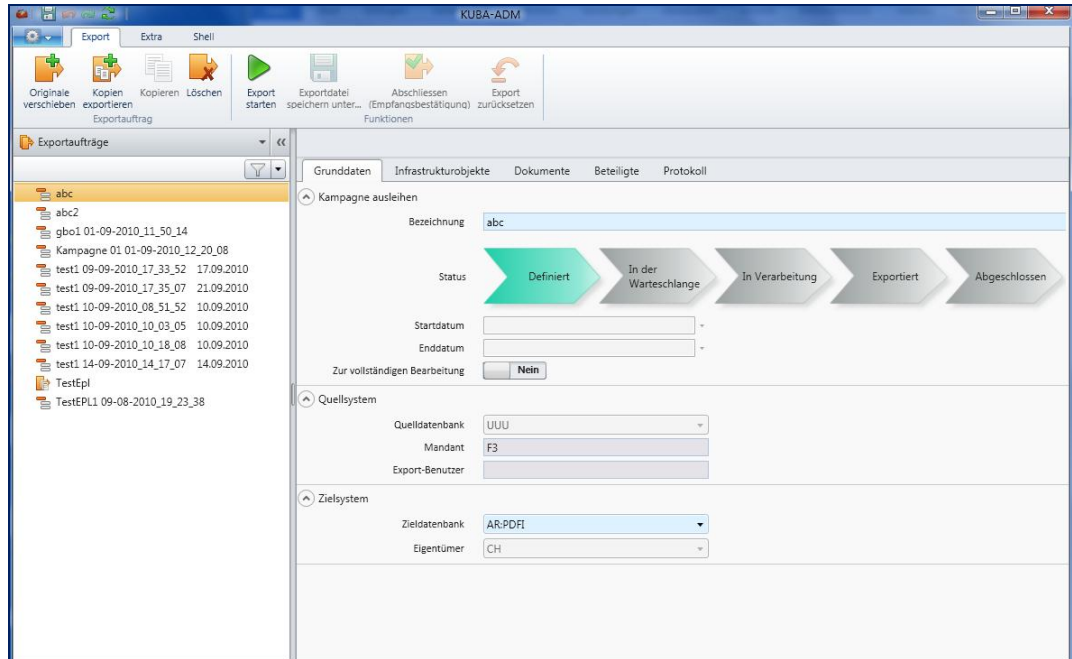 KUBA-ADM
Export Extra Shell
Originale verschieben
Kopien exportieren
Kopieren
Löschen
Export starten
Exportdatei speichern unter...
Abschliessen (Empfangsbestätigung)
Export zurücksetzen
Exportauftrag
Funktionen
Exportaufträge
abc
abc2
gbo1 01-09-2010_11_50_14
Kampagne 01 01-09-2010_12_20_08
test1 09-09-2010_17_33_52 17.09.2010
test1 09-09-2010_17_35_07 21.09.2010
test1 10-09-2010_08_51_52 10.09.2010
test1 10-09-2010_10_03_05 10.09.2010
test1 10-09-2010_10_18_08 10.09.2010
test1 14-09-2010_14_17_07 14.09.2010
TestEpl
TestEPL1 09-08-2010_19_23_38
Grunddaten Infrastrukturobjekte Dokumente Beteiligte Protokoll
Kampagne ausleihen
Bezeichnung abc
Status
Definiert
In der
Warteschlange
In Verarbeitung
Exportiert
Abgeschlossen
Startdatum
Enddatum
Zur vollständigen Bearbeitung Nein
Quellsystem
Quelldatenbank UUU
Mandant F3
Export-Benutzer
Zielsystem
Zieldatenbank AR:PDFI
Eigentümer CH